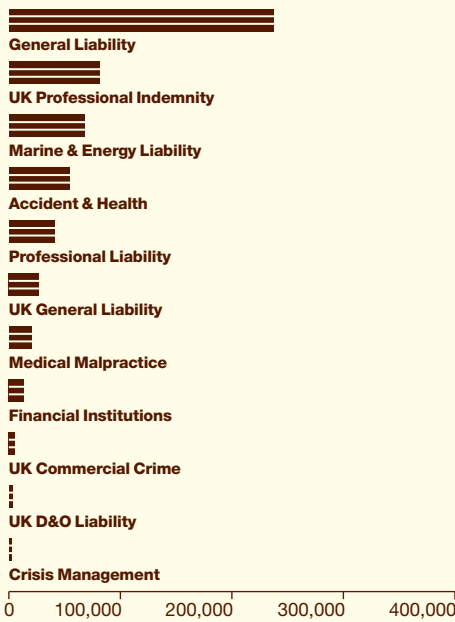 General Liability
UK Professional Indemnity
Marine & Energy Liability
Accident & Health
Professional Liability
UK General Liability
Medical Malpractice
Financial Institutions
UK Commercial Crime
UK D&O Liability
Crisis Management
0 100,000 200,000 300,000 400,000